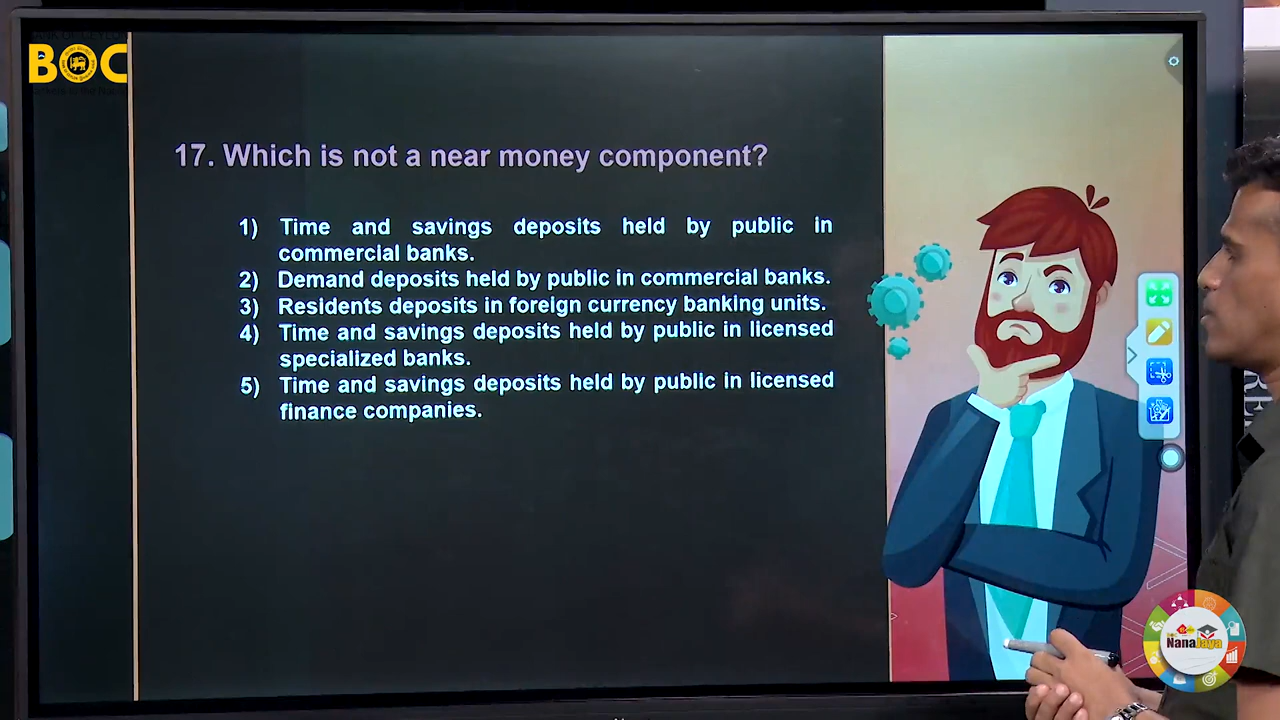 BOC
17. Which is not a near money component?
1) Time and savings deposits held by public in
commercial banks.
2) Demand deposits held by public in commercial banks.
3) Residents deposits in foreign currency banking units.
4) Time and savings deposits held by public in licensed
specialized banks.
5) Time and savings deposits held by public in licensed
finance companies.
NanaJaya